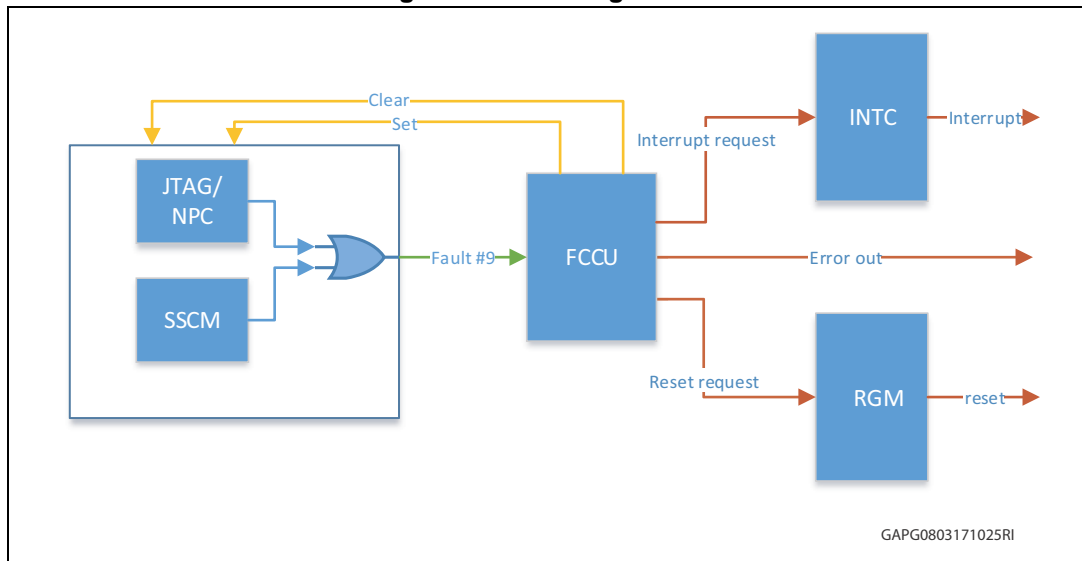 Clear
Set
INTC
Interrupt
Interrupt request
JTAG/
NPC
Fault #9
FCCU
Error out
SSCM
Reset request
RGM
reset
GAPG0803171025RI